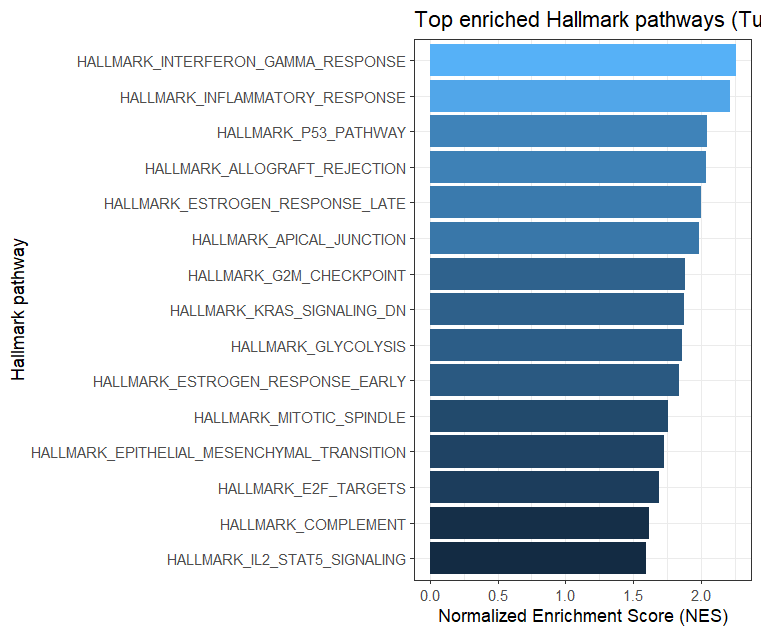 Top enriched Hallmark pathways (Tu
HALLMARK_INTERFERON_GAMMA_RESPONSE
HALLMARK_INFLAMMATORY_RESPONSE
HALLMARK_P53_PATHWAY
HALLMARK_ALLOGRAFT_REJECTION
HALLMARK_ESTROGEN_RESPONSE_LATE
HALLMARK_APICAL_JUNCTION
HALLMARK_G2M_CHECKPOINT
HALLMARK_KRAS_SIGNALING_DN
HALLMARK_GLYCOLYSIS
HALLMARK_ESTROGEN_RESPONSE_EARLY
HALLMARK_MITOTIC_SPINDLE
HALLMARK_EPITHELIAL_MESENCHYMAL_TRANSITION
HALLMARK_E2F_TARGETS
HALLMARK_COMPLEMENT
HALLMARK_IL2_STAT5_SIGNALING
Hallmark pathway
0.0 0.5 1.0 1.5 2.0
Normalized Enrichment Score (NES)